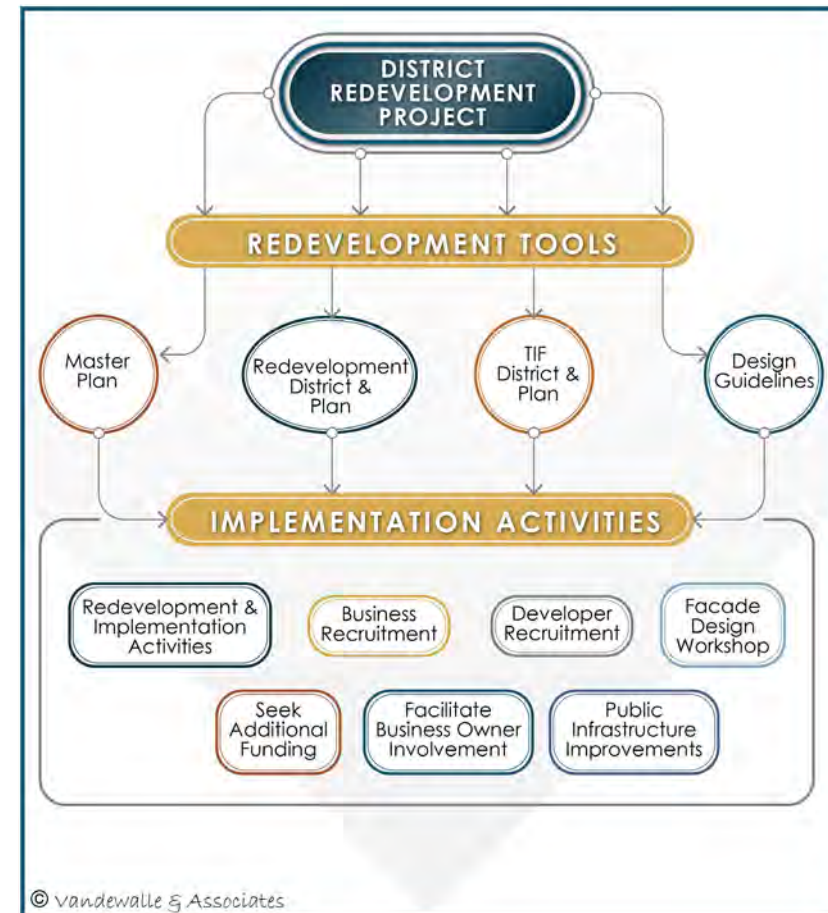 DISTRICT
REDEVELOPMENT
PROJECT
REDEVELOPMENT TOOLS
Master
Plan
Redevelopment
District &
Plan
TIF
District &
Plan
Design
Guidelines
IMPLEMENTATION ACTIVITIES
Redevelopment &
Implementation
Activities
Business
Recruitment
Developer
Recruitment
Facade
Design
Workshop
Seek
Additional
Funding
Facilitate
Business Owner
Involvement
Public
Infrastructure
Improvements
© Vandewalle & Associates